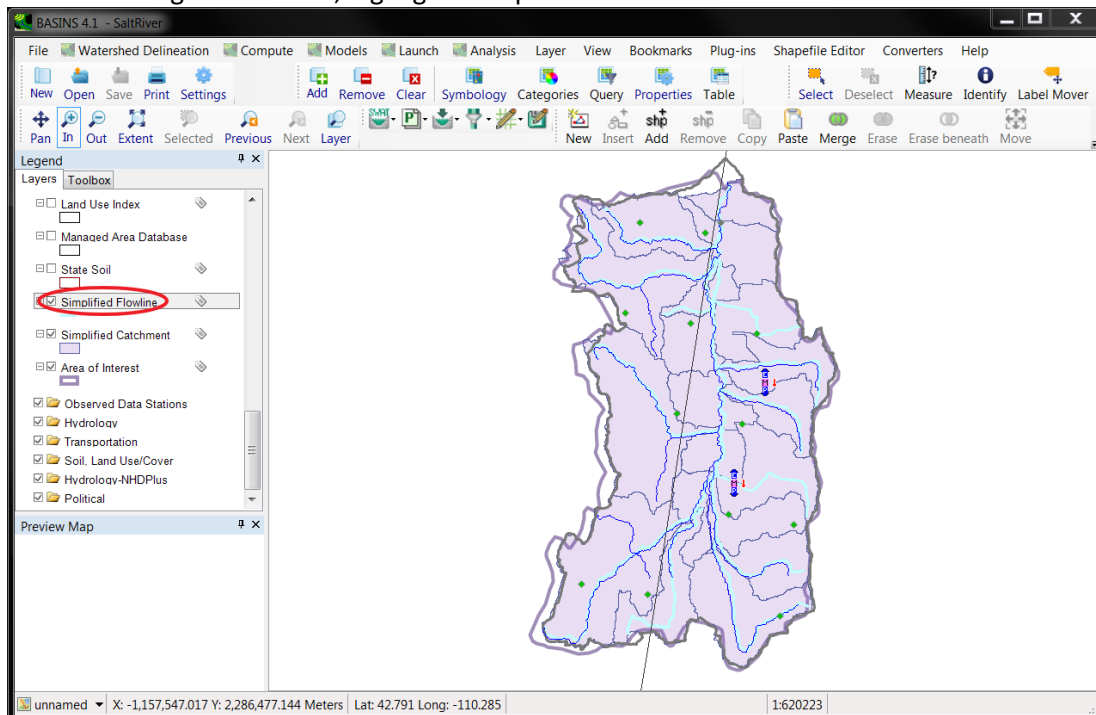 BASINS 4.1 - SaltRiver
File Watershed Delineation Compute Models Launch Analysis Layer View Bookmarks Plug-ins Shapefile Editor Converters Help
New Open Save Print Settings Add Remove Clear Symbology Categories Query Properties Table Select Deselect Measure Identify Label Mover
Pan In Out Extent Selected Previous Next Layer New Insert Add Remove Copy Paste Merge Erase Erase beneath Move
Legend
Layers Toolbox
Land Use Index
Managed Area Database
State Soil
Simplified Flowline
Simplified Catchment
Area of Interest
Observed Data Stations
Hydrology
Transportation
Soil, Land Use/Cover
Hydrology-NHDPlus
Political
Preview Map
unnamed X: -1,157,547.017 Y: 2,286,477.144 Meters Lat: 42.791 Long: -110.285 1:620223